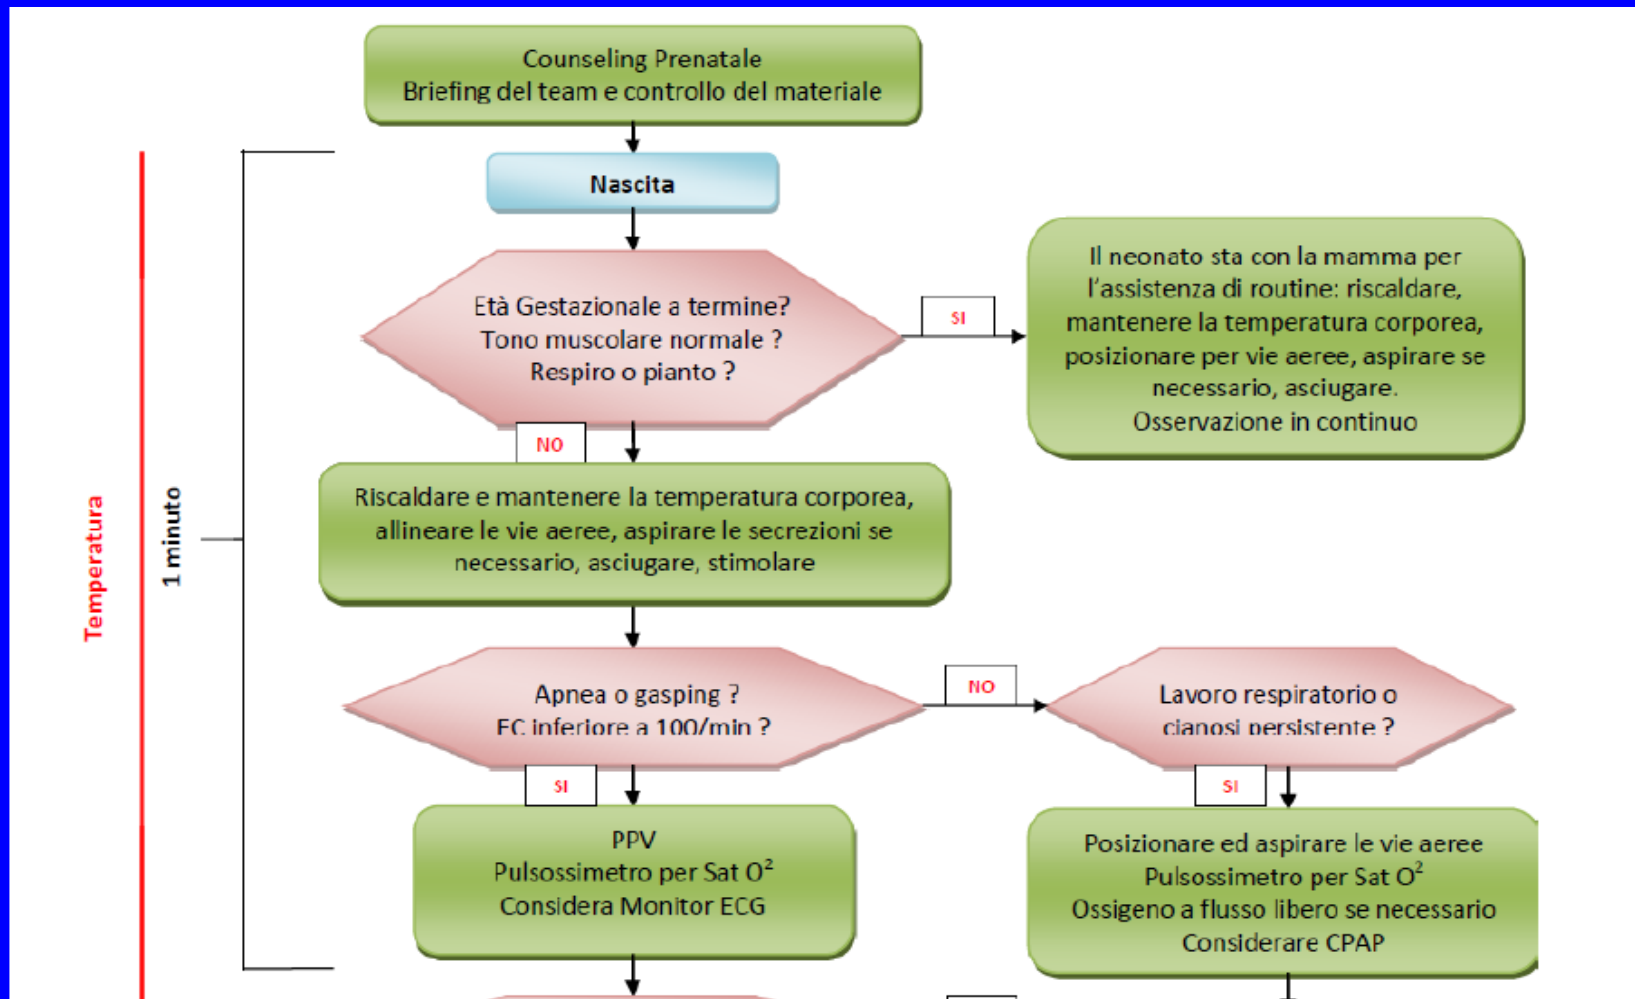 Counseling Prenatale
Briefing del team e controllo del materiale
Nascita
Età Gestazionale a termine?
Tono muscolare normale ?
Respiro o pianto ?
SI
Il neonato sta con la mamma per
l'assistenza di routine: riscaldare,
mantenere la temperatura corporea,
posizionare per vie aeree, aspirare se
necessario, asciugare.
Osservazione in continuo
NO
Riscaldare e mantenere la temperatura corporea,
allineare le vie aeree, aspirare le secrezioni se
necessario, asciugare, stimolare
Temperatura
1 minuto
Apnea o gasping ?
FC inferiore a 100/min ?
NO
Lavoro respiratorio o
cianosi persistente ?
SI
PPV
Pulsossimetro per Sat O²
Considera Monitor ECG
SI
Posizionare ed aspirare le vie aeree
Pulsossimetro per Sat O²
Ossigeno a flusso libero se necessario
Considerare CPAP